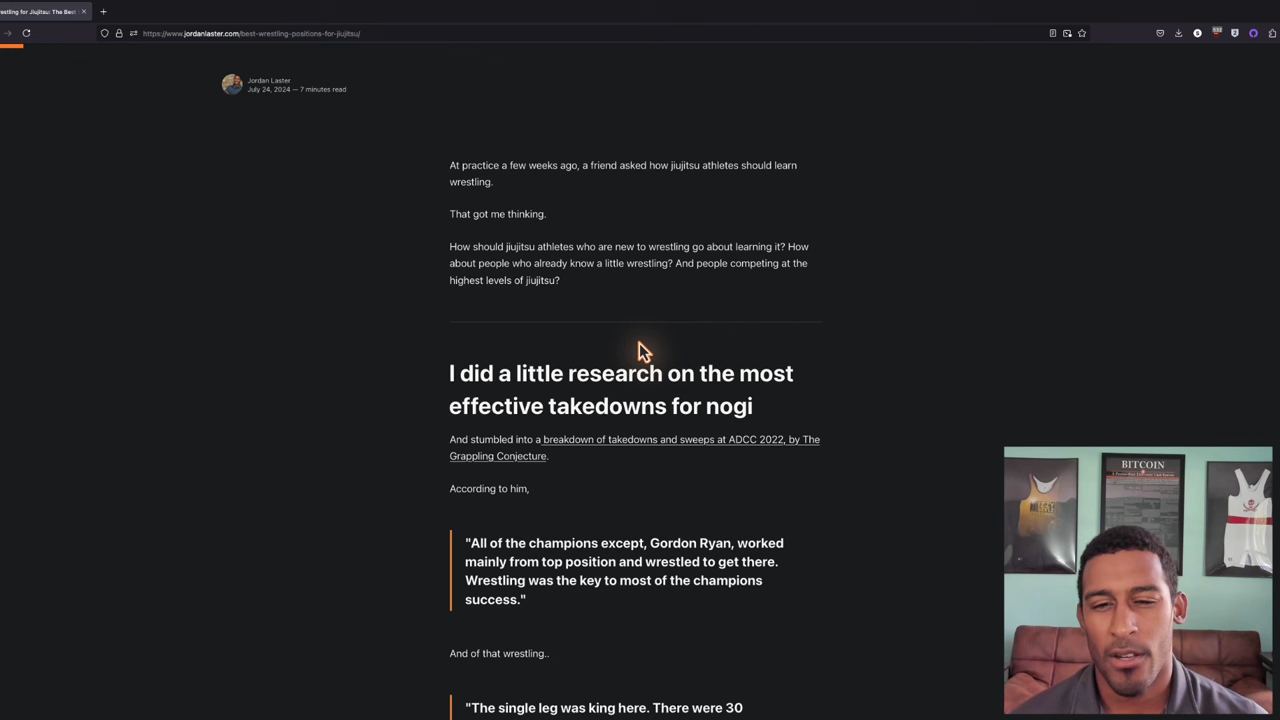 restling for Jiujitsu: The Best
https://www.jordanlaster.com/best-wrestling-positions-for-jiujitsu/
Jordan Laster
July 24, 2024 — 7 minutes read
At practice a few weeks ago, a friend asked how jiujitsu athletes should learn
wrestling.
That got me thinking.
How should jiujitsu athletes who are new to wrestling go about learning it? How
about people who already know a little wrestling? And people competing at the
highest levels of jiujitsu?
I did a little research on the most
effective takedowns for nogi
And stumbled into a breakdown of takedowns and sweeps at ADCC 2022, by The
Grappling Conjecture.
According to him,
"All of the champions except, Gordon Ryan, worked
mainly from top position and wrestled to get there.
Wrestling was the key to most of the champions
success."
And of that wrestling..
"The single leg was king here. There were 30
BITCOIN